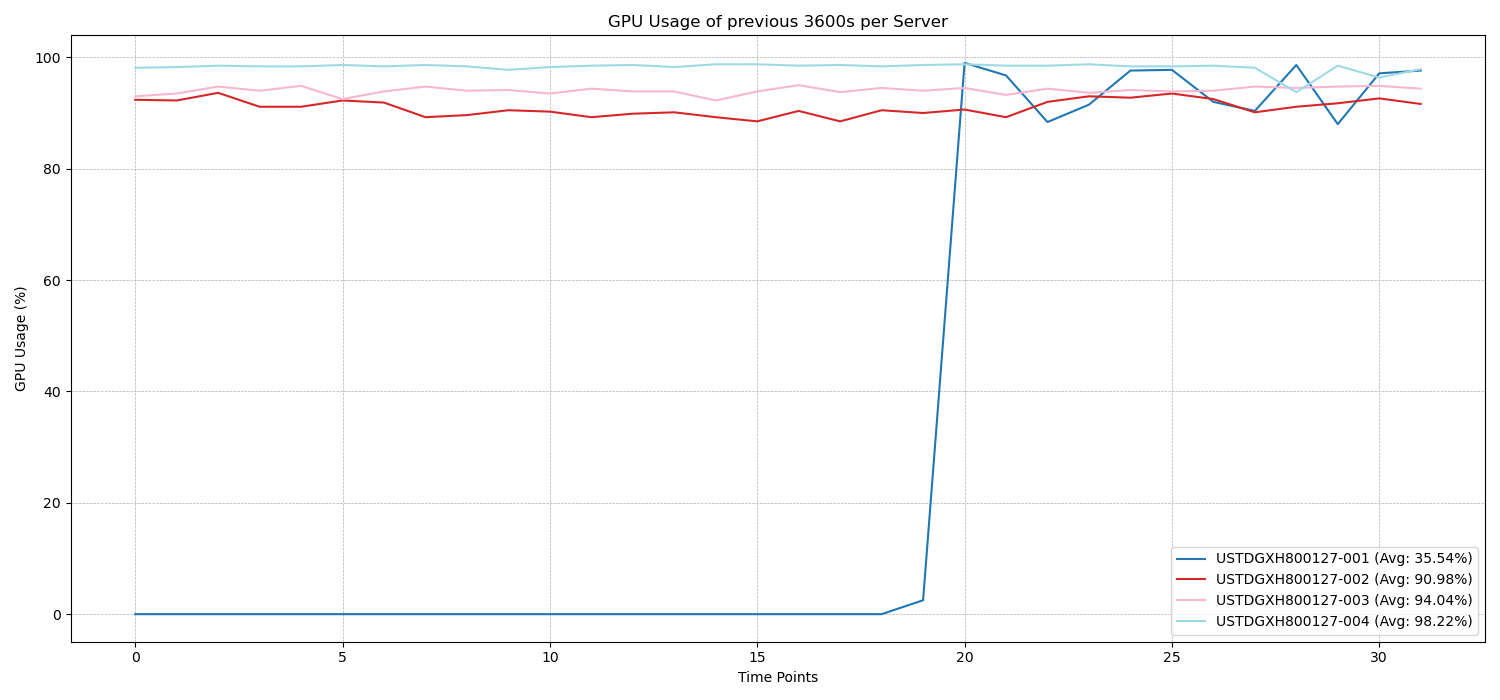 GPU Usage of previous 3600s per Server
GPU Usage (%)
100
80
60
40
20
0
USTDGXH800127-001 (Avg: 35.54%)
USTDGXH800127-002 (Avg: 90.98%)
USTDGXH800127-003 (Avg: 94.04%)
USTDGXH800127-004 (Avg: 98.22%)
0 5 10 15 20 25 30
Time Points